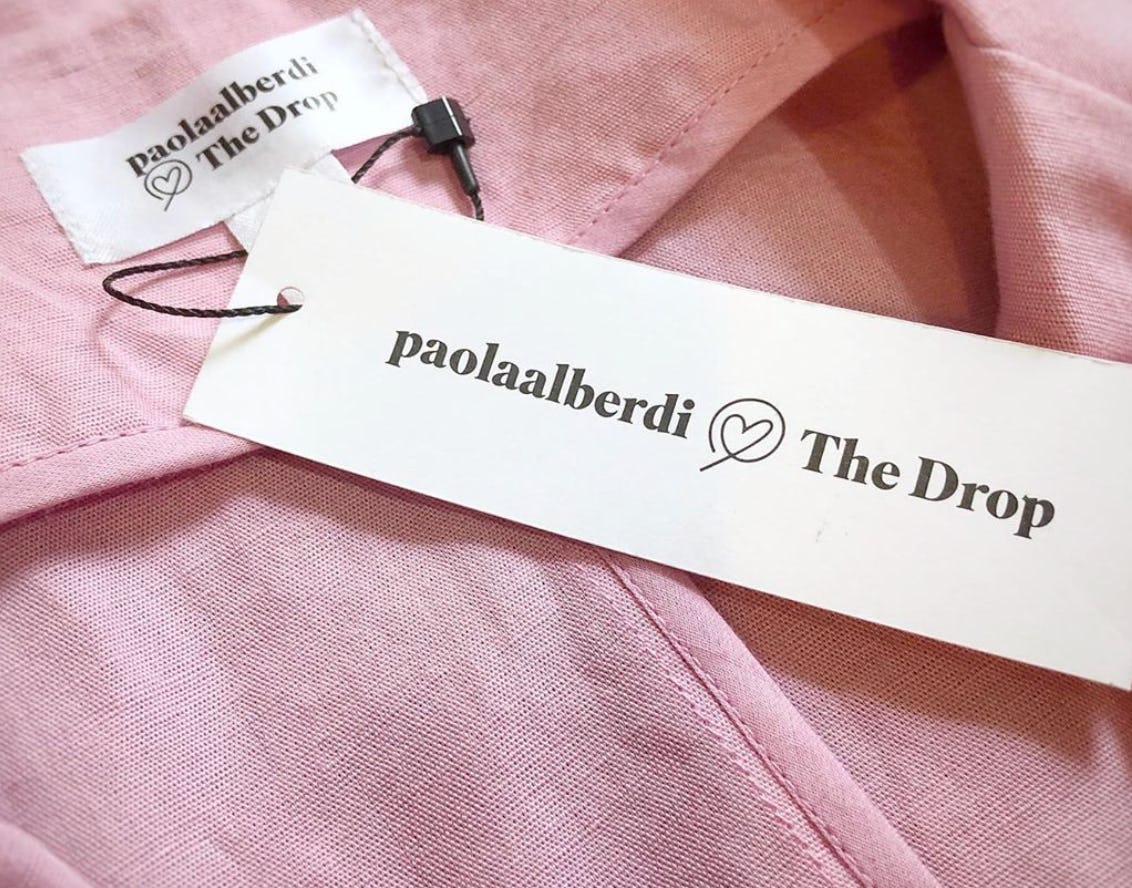 paolaalberdi
The Drop
paolaalberdi The Drop